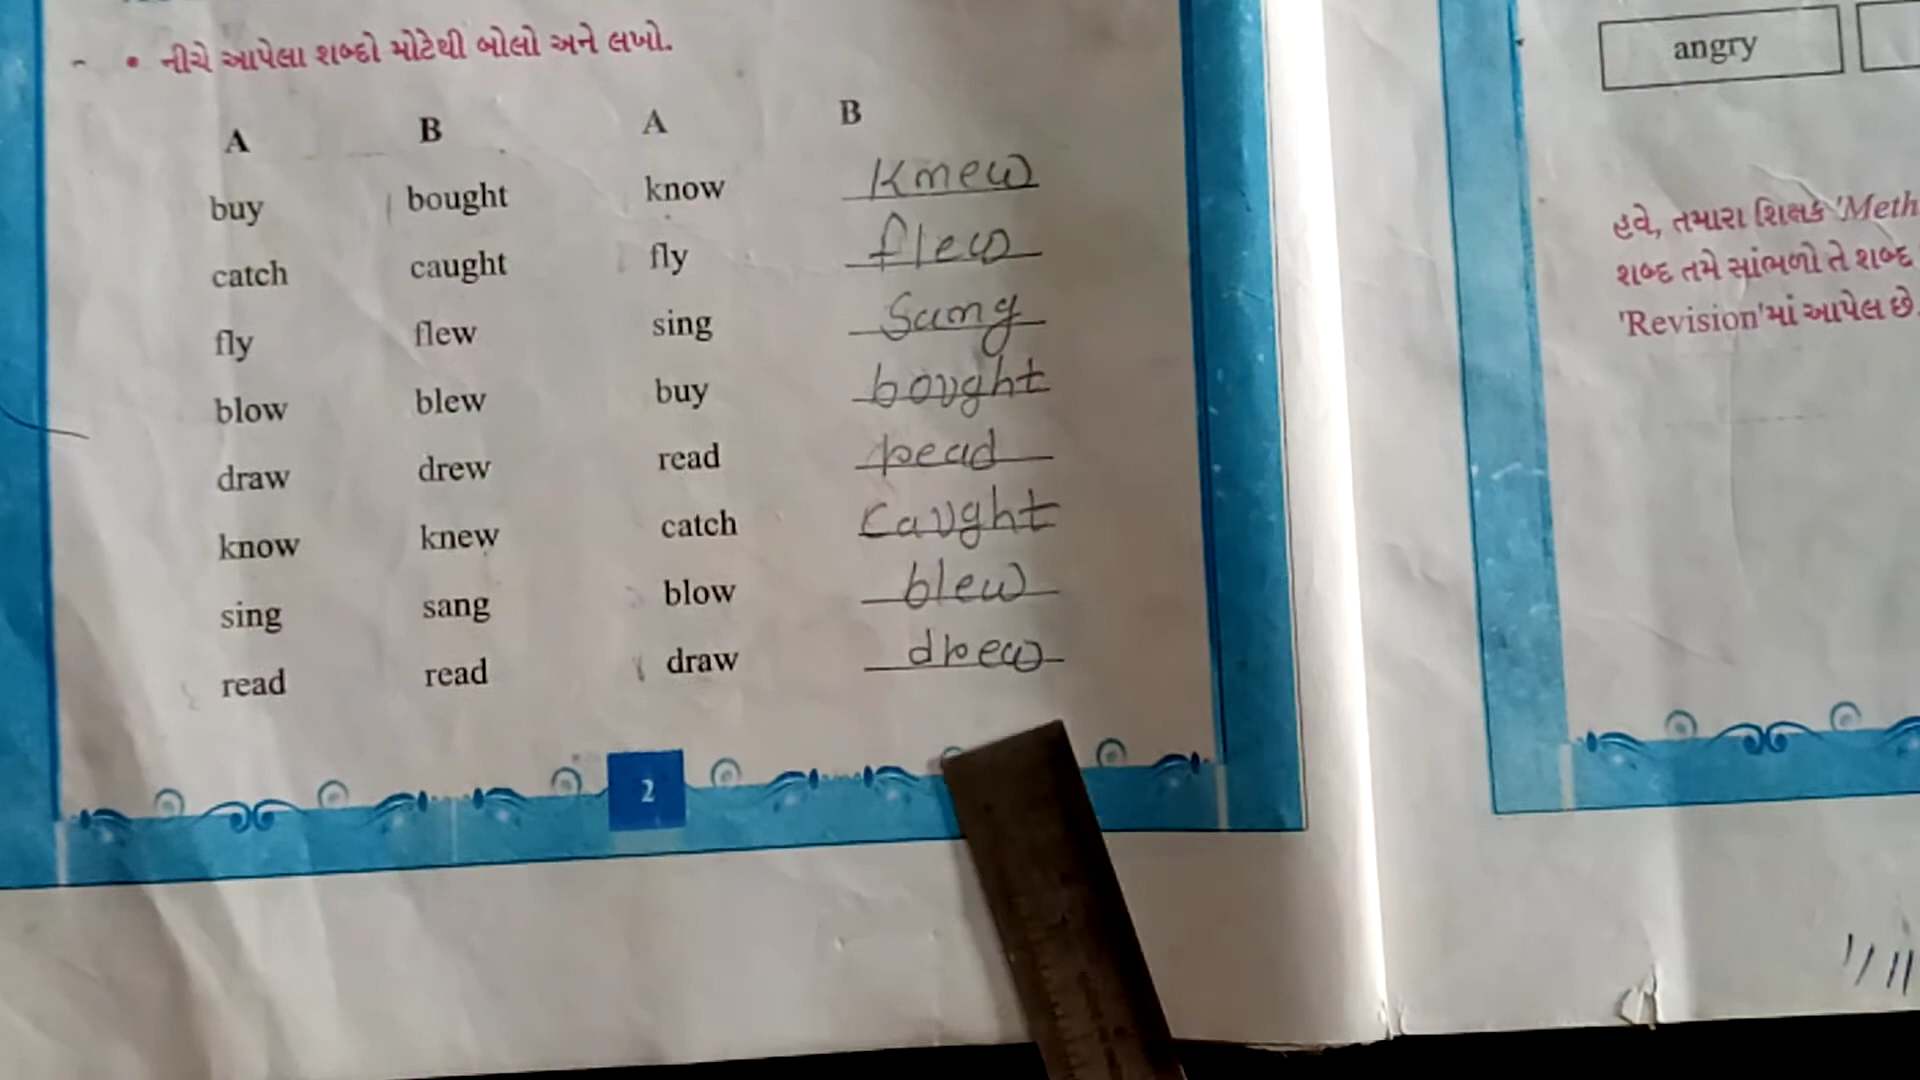 • નીચે આપેલા શબ્દો મોટેથી બોલો અને લખો.
A B A B
buy bought know knew
catch caught fly flew
fly flew sing sang
blow blew buy bought
draw drew read read
know knew catch caught
sing sang blow blew
read read draw drew
2
angry
હવે, તમારા શિક્ષક 'Meth
શબ્દ તમે સાંભળો તે શબ્દ
'Revision'માં આપેલ છે.